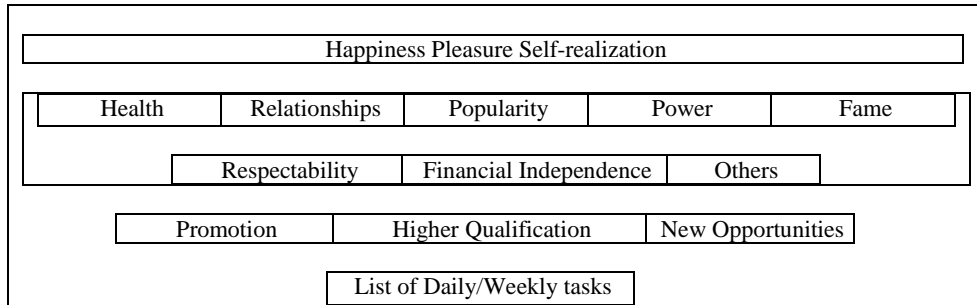 Happiness Pleasure Self-realization
Health Relationships Popularity Power Fame
Respectability Financial Independence Others
Promotion Higher Qualification New Opportunities
List of Daily/Weekly tasks